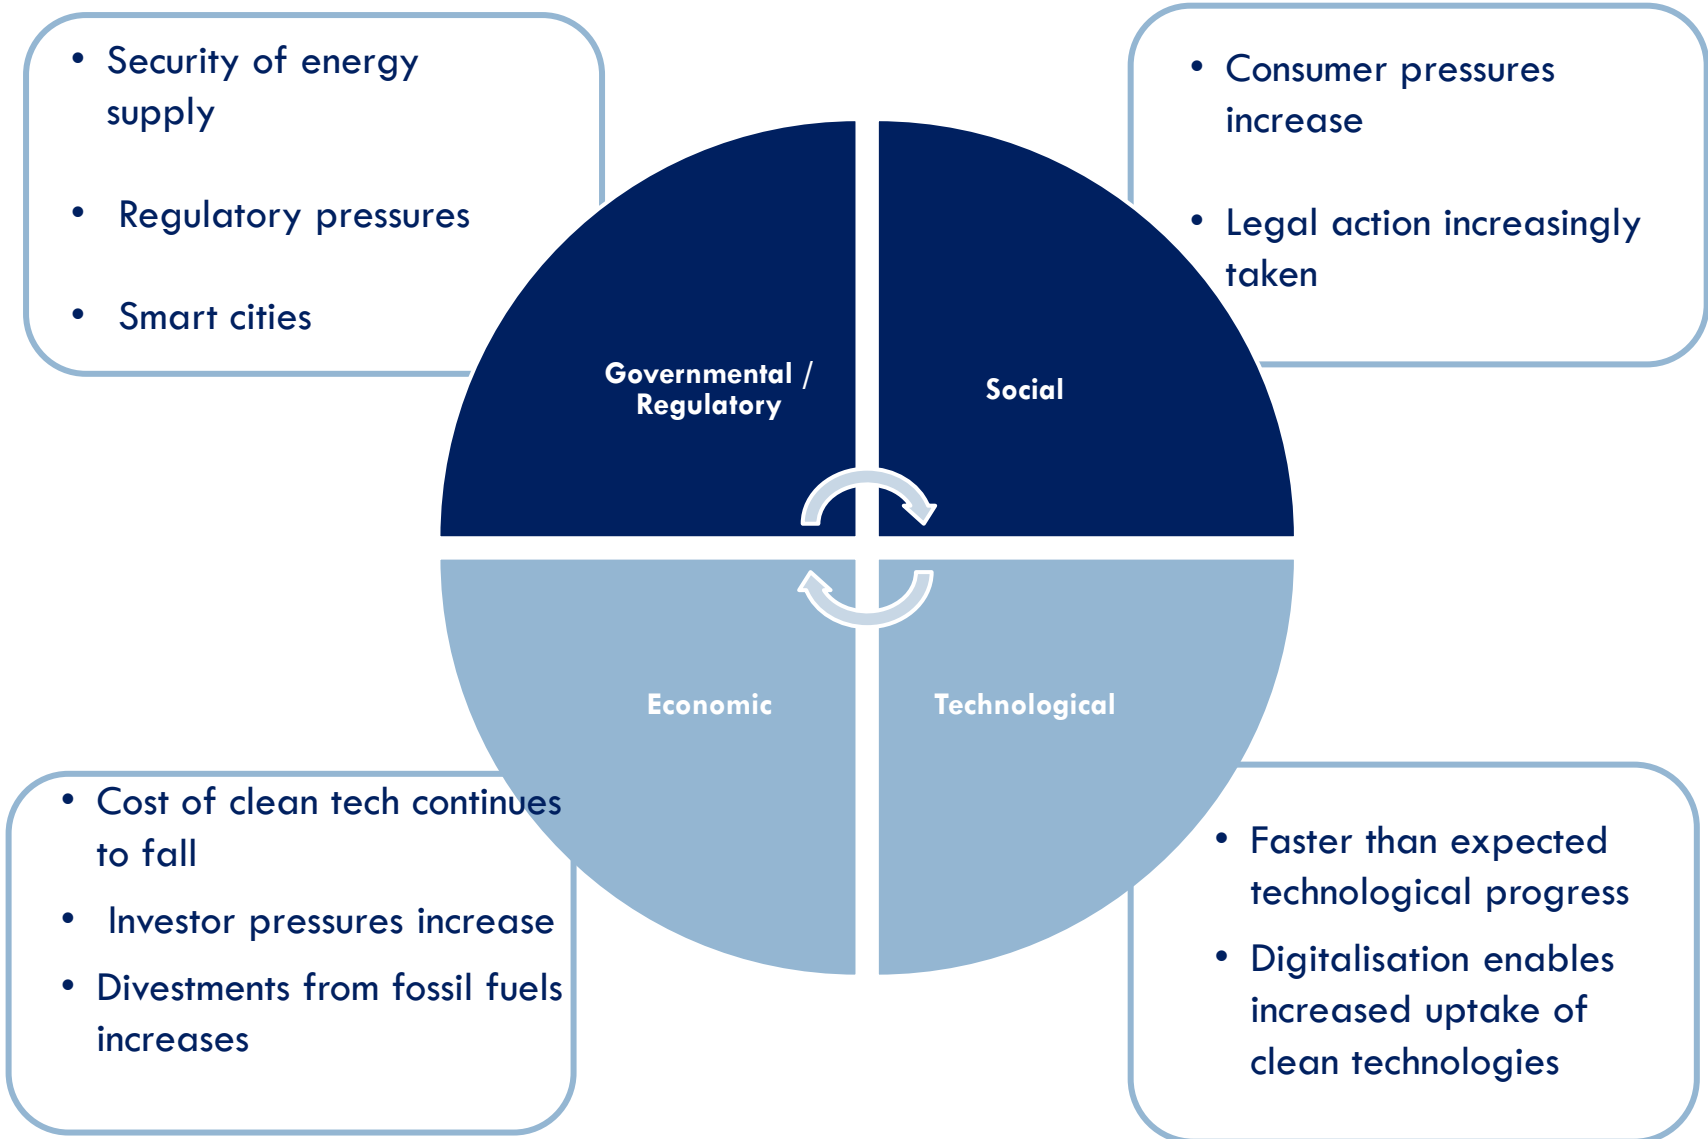 • Security of energy
supply
• Regulatory pressures
• Smart cities
• Consumer pressures
increase
• Legal action increasingly
taken
Governmental /
Regulatory
Social
Economic
Technological
• Cost of clean tech continues
to fall
• Investor pressures increase
• Divestments from fossil fuels
increases
• Faster than expected
technological progress
• Digitalisation enables
increased uptake of
clean technologies